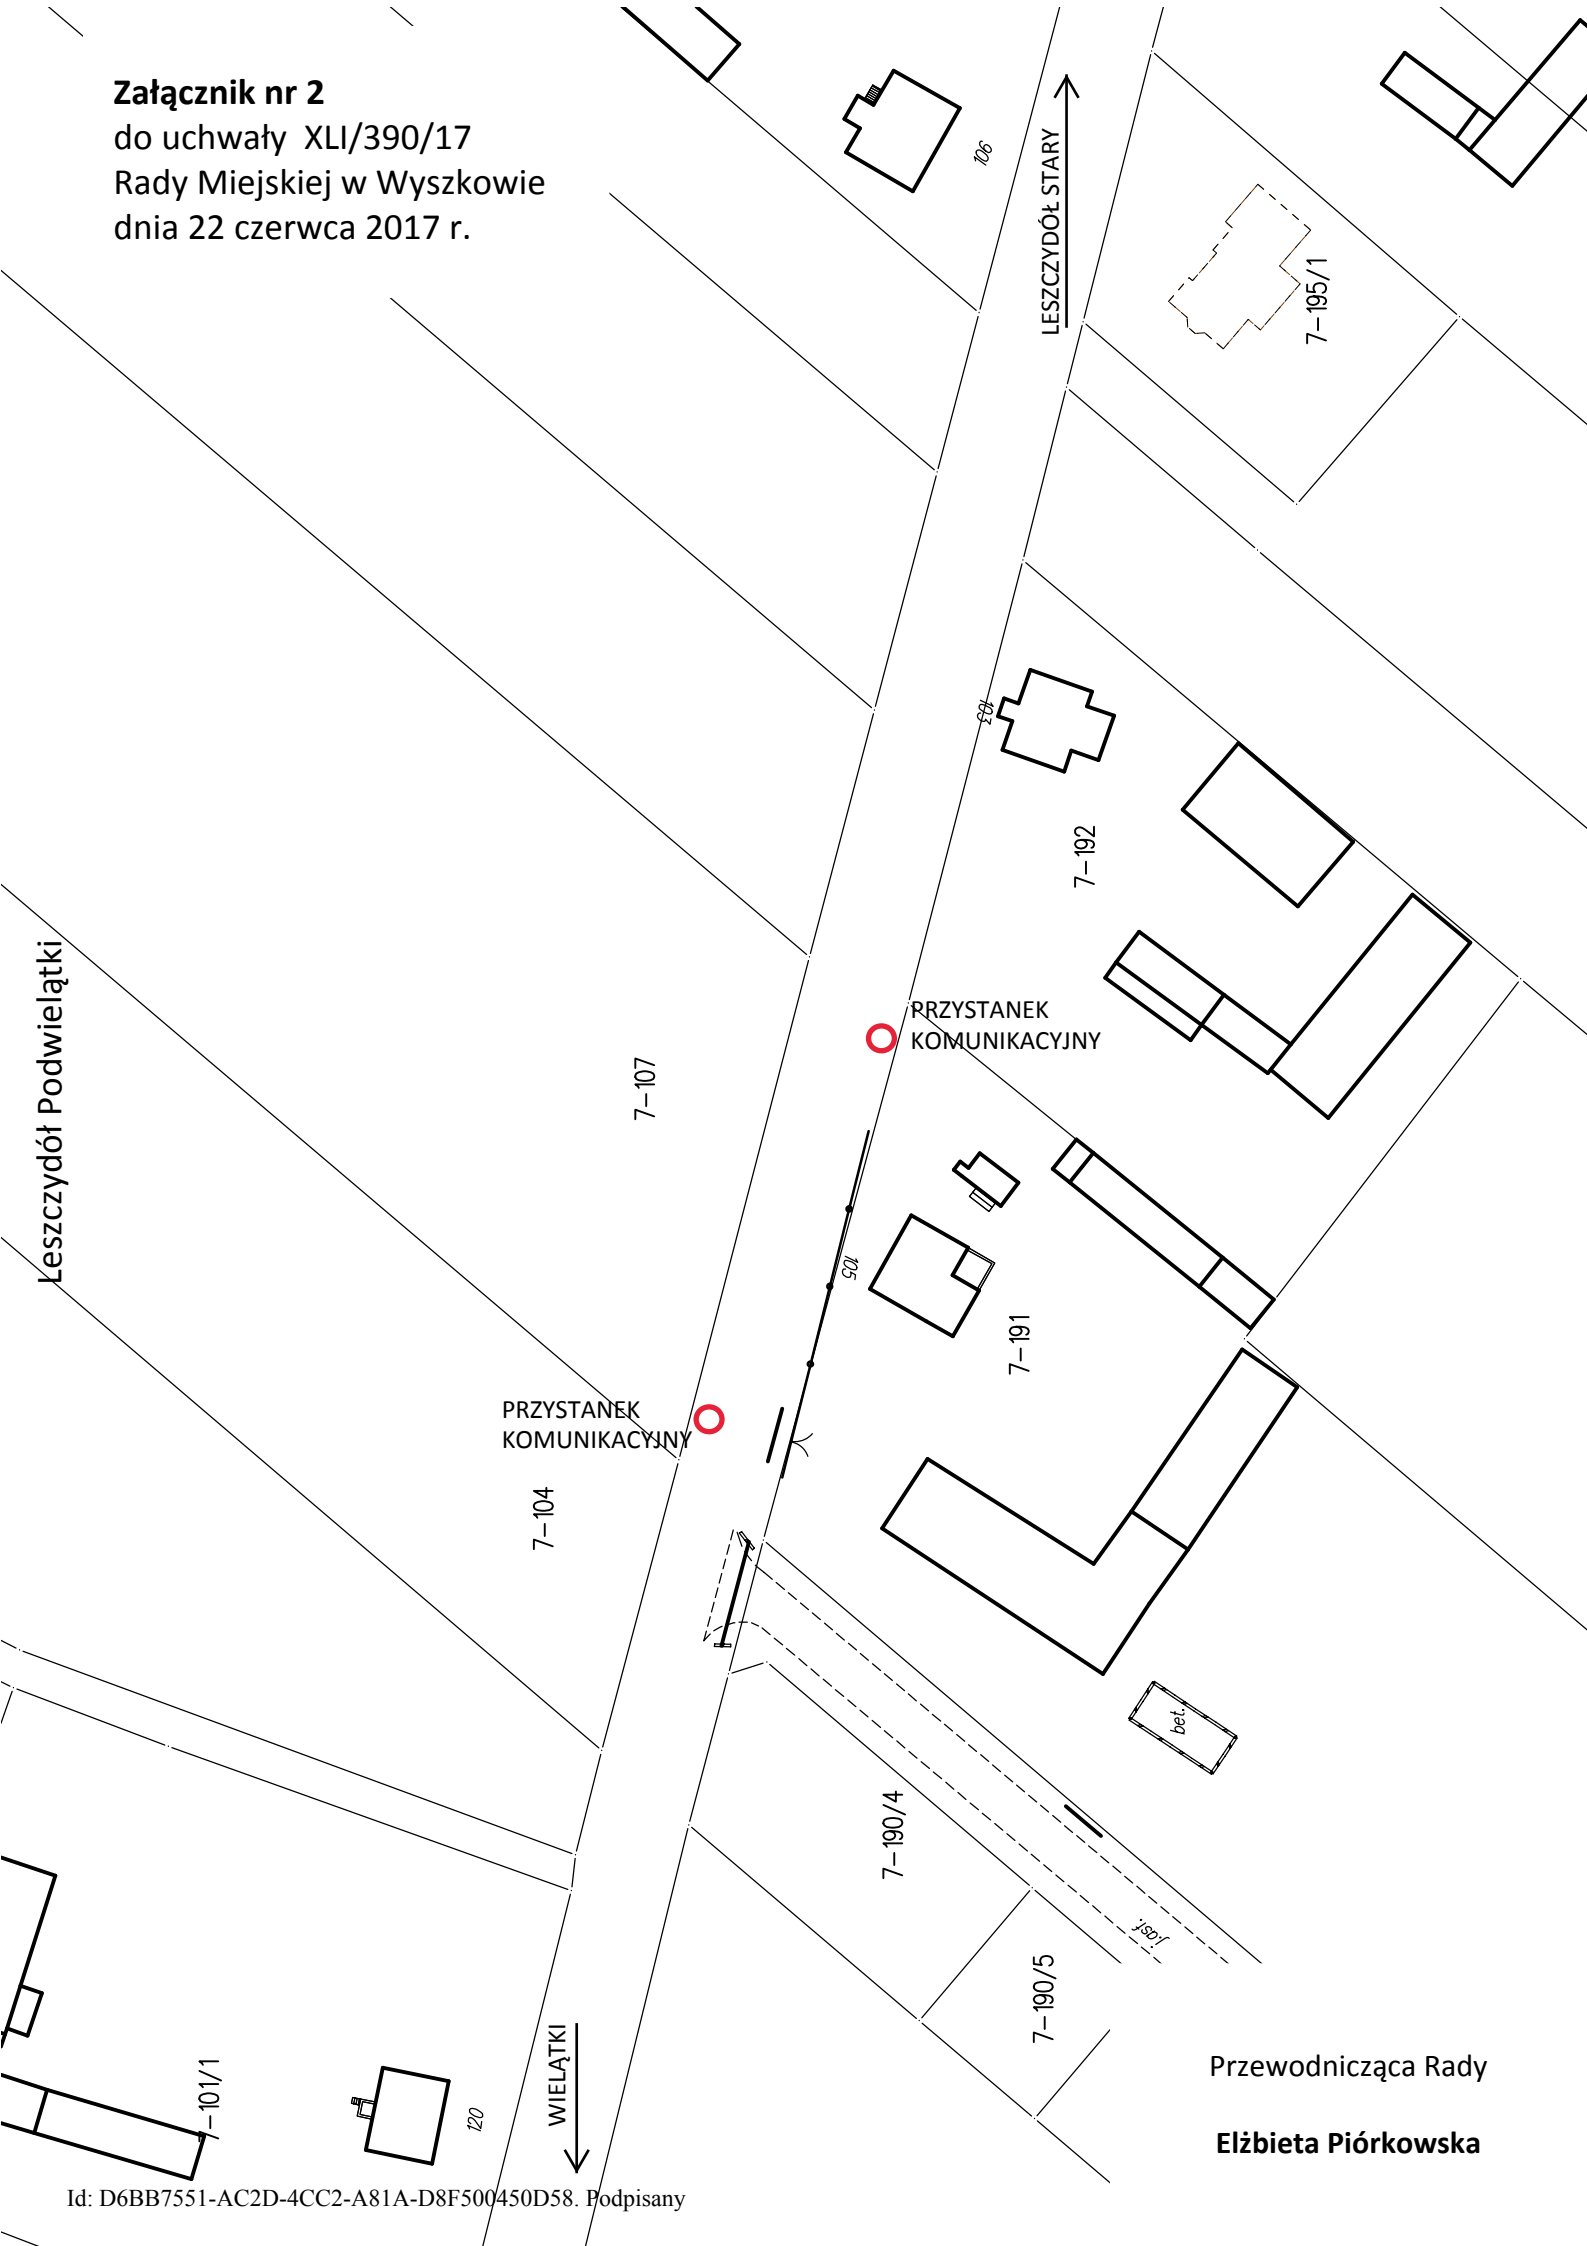 Załącznik nr 2
do uchwały XLI/390/17
Rady Miejskiej w Wyszkowie
dnia 22 czerwca 2017 r.
106
LESZCZYDÓŁ STARY
7-195/1
103
7-192
Leszczydół Podwielątki
PRZYSTANEK
KOMUNIKACYJNY
7-107
105
7-191
PRZYSTANEK
KOMUNIKACYJNY
7-104
bet.
7-190/4
j.asf.
7-190/5
WIELĄTKI
7-101/1
120
Przewodnicząca Rady
Elżbieta Piórkowska
Id: D6BB7551-AC2D-4CC2-A81A-D8F500450D58. Podpisany